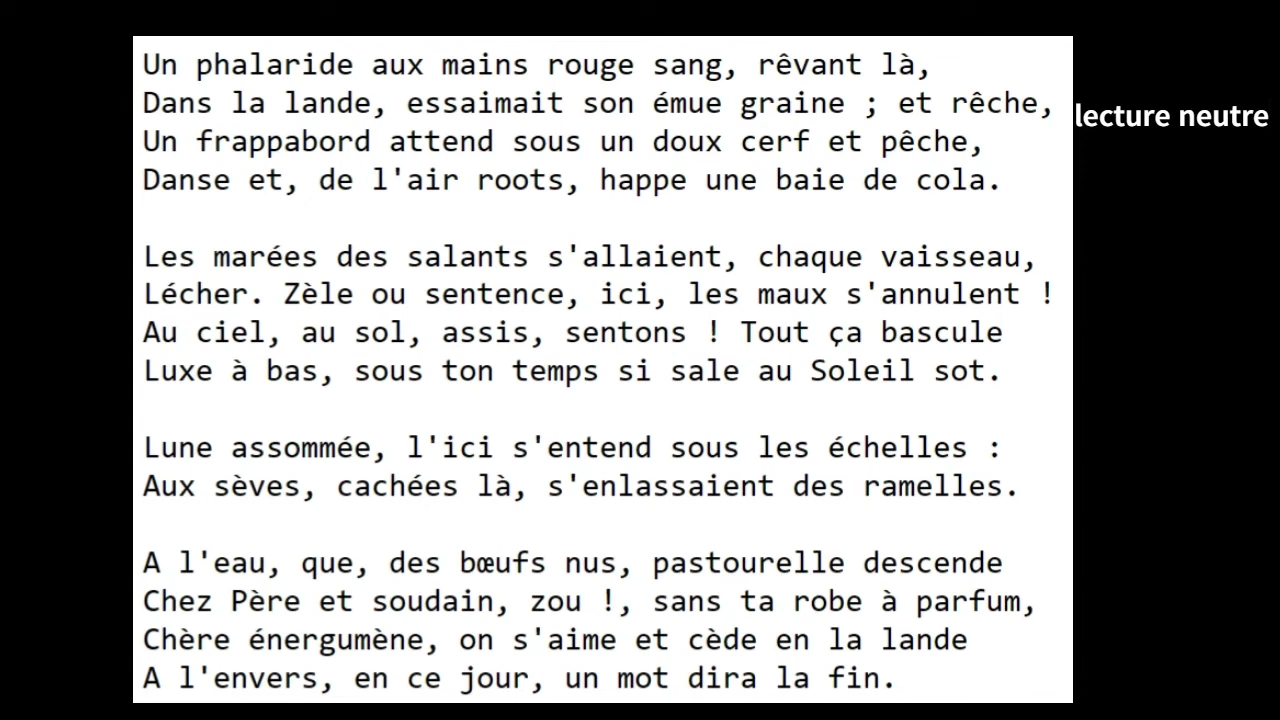 Un phalaride aux mains rouge sang, rêvant là,
Dans la lande, essaimait son émue graine ; et rêche,
Un frappabord attend sous un doux cerf et pêche,
Danse et, de l'air roots, happe une baie de cola.
Les marées des salants s'allaient, chaque vaisseau,
Lécher. Zèle ou sentence, ici, les maux s'annulent !
Au ciel, au sol, assis, sentons ! Tout ça bascule
Luxe à bas, sous ton temps si sale au Soleil sot.
Lune assommée, l'ici s'entend sous les échelles :
Aux sèves, cachées là, s'enlassaient des ramelles.
A l'eau, que, des bœufs nus, pastourelle descende
Chez Père et soudain, zou !, sans ta robe à parfum,
Chère énergumène, on s'aime et cède en la lande
A l'envers, en ce jour, un mot dira la fin.
lecture neutre